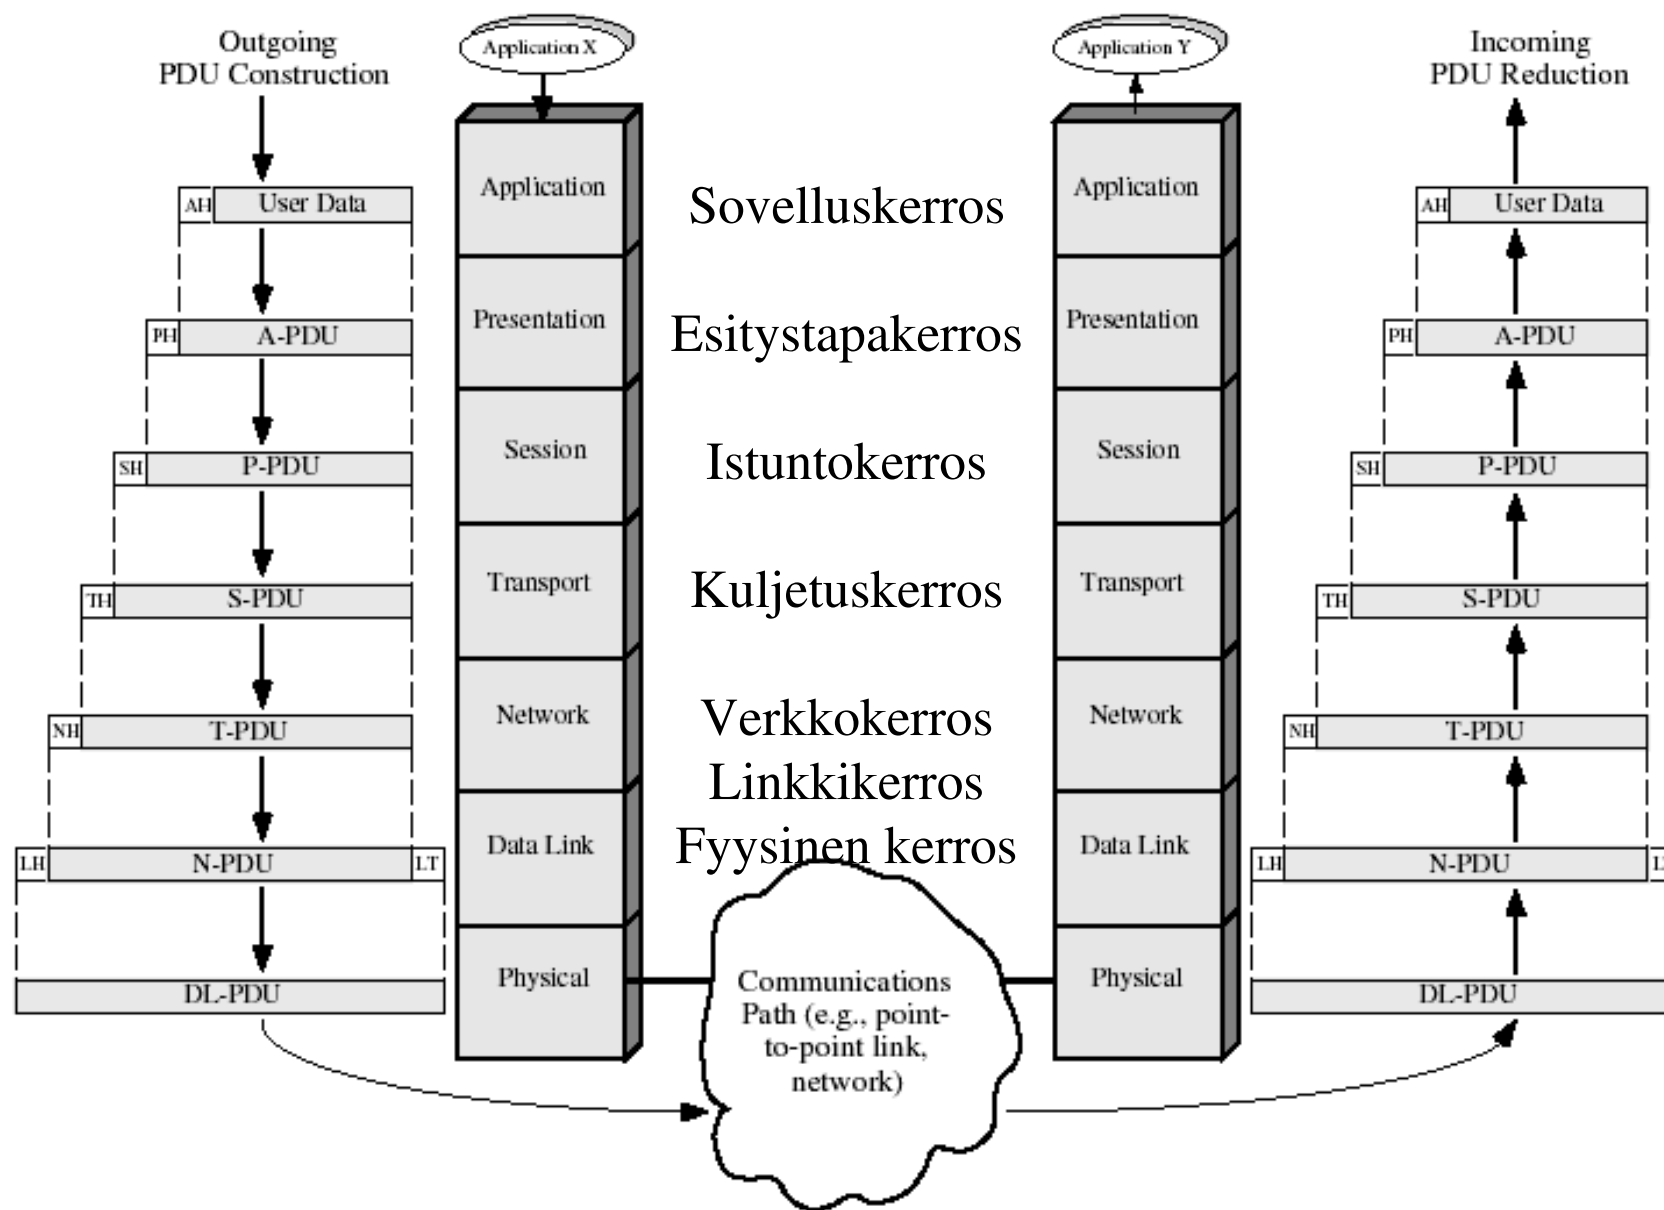 Outgoing
PDU Construction
AH
User Data
PH
A-PDU
SH
P-PDU
TH
S-PDU
NH
T-PDU
LH
N-PDU
LT
DL-PDU
Application X
Application
Presentation
Session
Transport
Network
Data Link
Physical
Sovelluskerros
Esitystapakerros
Istuntokerros
Kuljetuskerros
Verkkokerros
Linkkikerros
Fyysinen kerros
Communications
Path (e.g., point-
to-point link,
network)
Application Y
Application
Presentation
Session
Transport
Network
Data Link
Physical
Incoming
PDU Reduction
AH
User Data
PH
A-PDU
SH
P-PDU
TH
S-PDU
NH
T-PDU
LH
N-PDU
DL-PDU